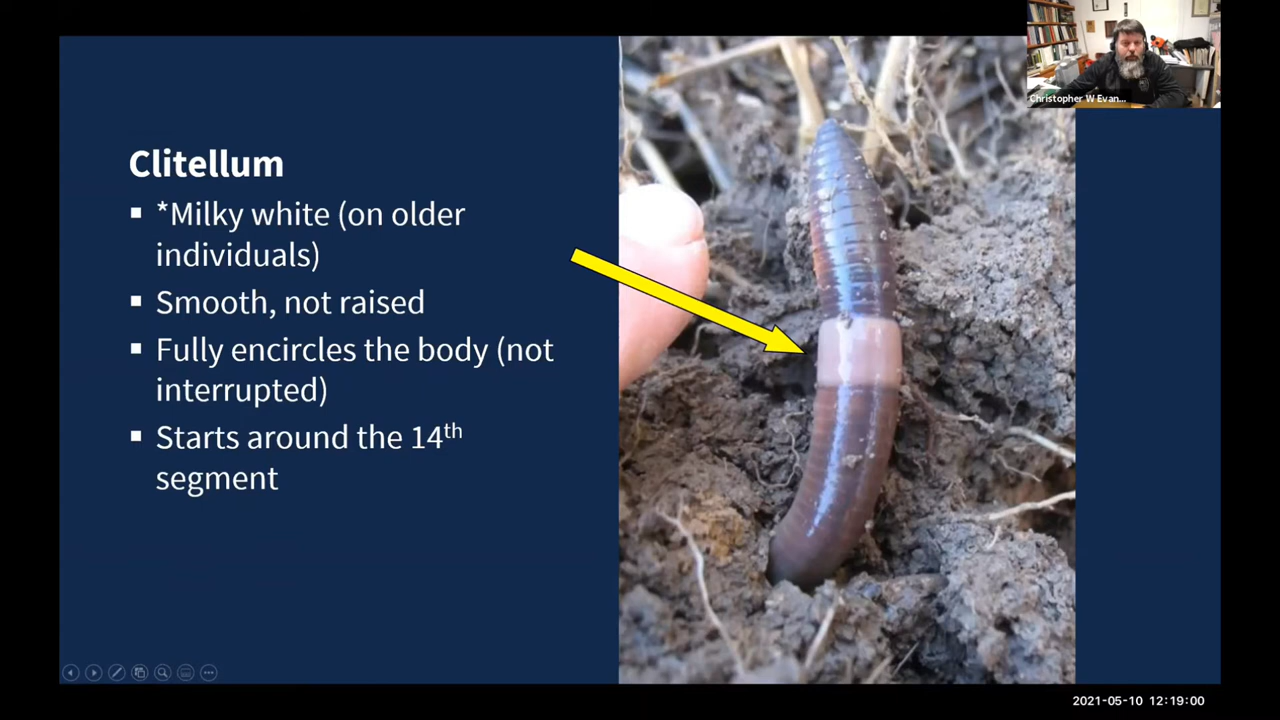 Christopher W Evan...
Clitellum
▪ *Milky white (on older
individuals)
▪ Smooth, not raised
▪ Fully encircles the body (not
interrupted)
▪ Starts around the 14th
segment
2021-05-10 12:19:00